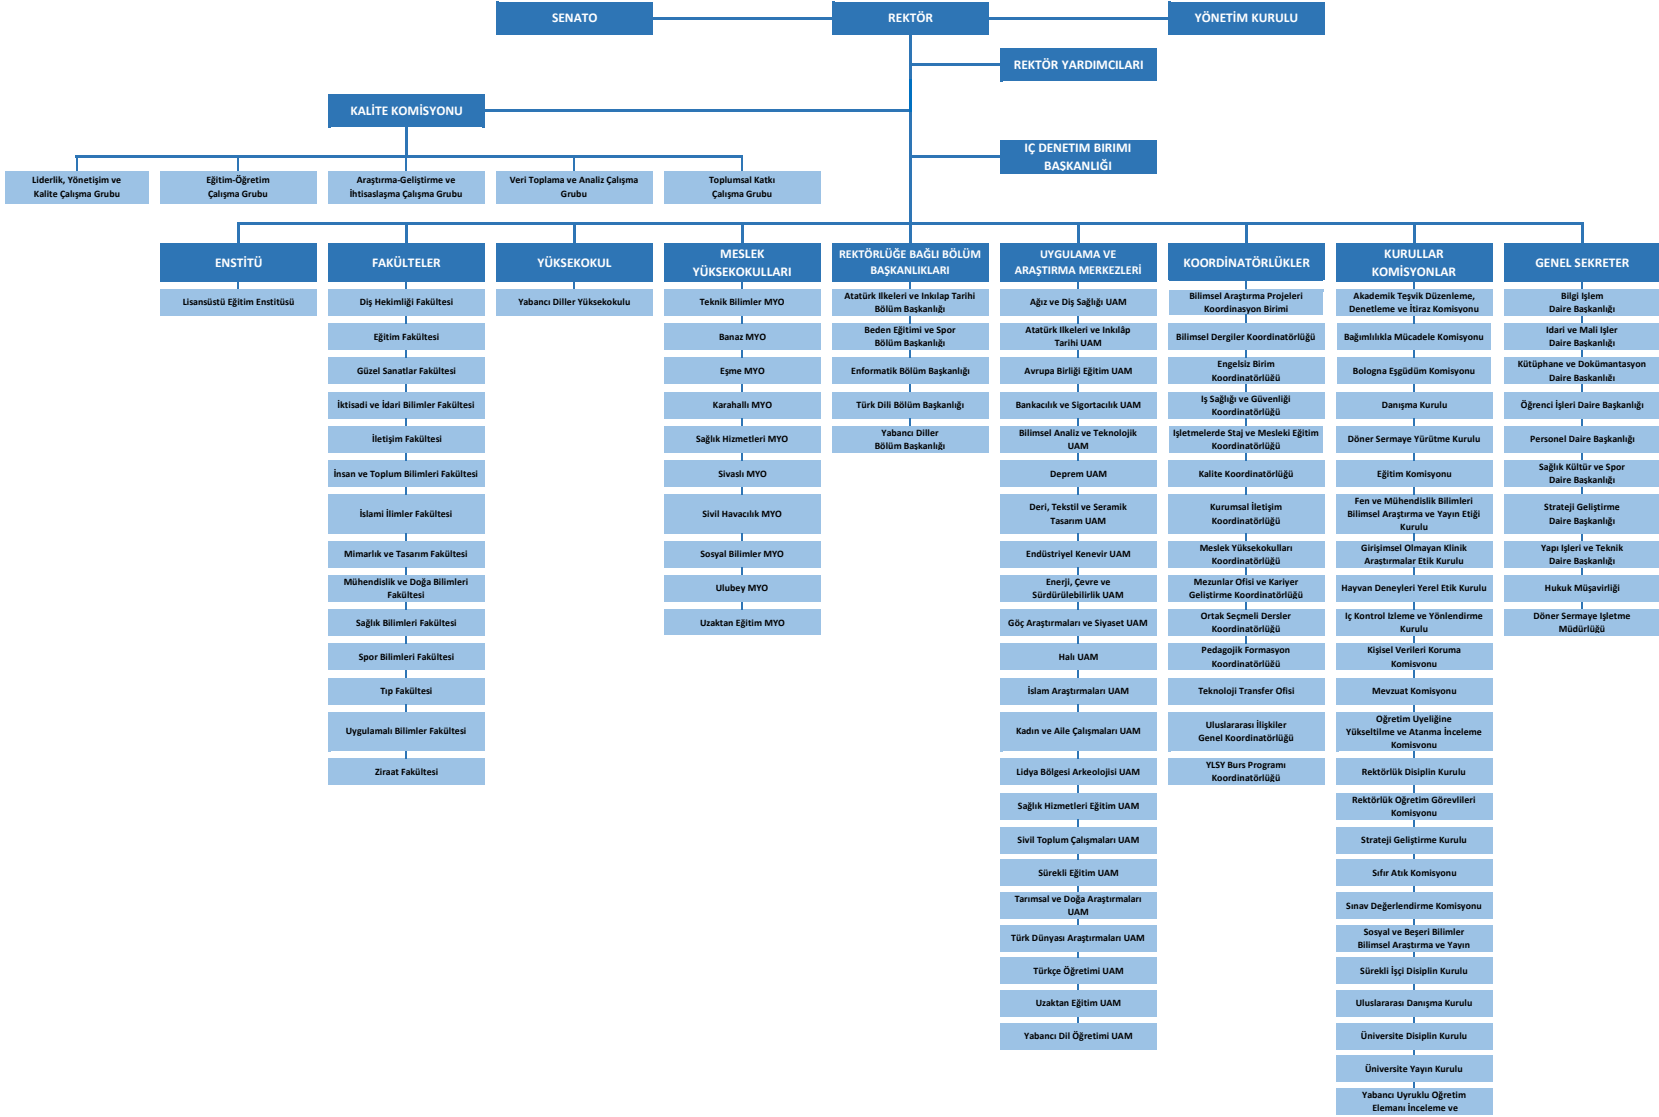 SENATO
REKTÖR
YÖNETİM KURULU
REKTÖR YARDIMCILARI
KALİTE KOMİSYONU
İÇ DENETIM BIRIMI
BAŞKANLIĞI
Liderlik, Yönetişim ve
Kalite Çalışma Grubu
Eğitim-Öğretim
Çalışma Grubu
Araştırma-Geliştirme ve
İhtisaslaşma Çalışma Grubu
Veri Toplama ve Analiz Çalışma
Grubu
Toplumsal Katkı
Çalışma Grubu
ENSTİTÜ
Lisansüstü Eğitim Enstitüsü
FAKÜLTELER
Diş Hekimliği Fakültesi
Eğitim Fakültesi
Güzel Sanatlar Fakültesi
İktisadi ve İdari Bilimler Fakültesi
İletişim Fakültesi
İnsan ve Toplum Bilimleri Fakültesi
İslami İlimler Fakültesi
Mimarlık ve Tasarım Fakültesi
Mühendislik ve Doğa Bilimleri
Fakültesi
Sağlık Bilimleri Fakültesi
Spor Bilimleri Fakültesi
Tıp Fakültesi
Uygulamalı Bilimler Fakültesi
Ziraat Fakültesi
YÜKSEKOKUL
Yabancı Diller Yüksekokulu
MESLEK
YÜKSEKOKULLARI
Teknik Bilimler MYO
Banaz MYO
Eşme MYO
Karahallı MYO
Sağlık Hizmetleri MYO
Sivaslı MYO
Sivil Havacılık MYO
Sosyal Bilimler MYO
Ulubey MYO
Uzaktan Eğitim MYO
REKTÖRLÜĞE BAĞLI BÖLÜM
BAŞKANLIKLARI
Atatürk Ilkeleri ve Inkılap Tarihi
Bölüm Başkanlığı
Beden Eğitimi ve Spor
Bölüm Başkanlığı
Enformatik Bölüm Başkanlığı
Türk Dili Bölüm Başkanlığı
Yabancı Diller
Bölüm Başkanlığı
UYGULAMA VE
ARAŞTIRMA MERKEZLERİ
Ağız ve Diş Sağlığı UAM
Atatürk Ilkeleri ve Inkılâp
Tarihi UAM
Avrupa Birliği Eğitim UAM
Bankacılık ve Sigortacılık UAM
Bilimsel Analiz ve Teknolojik
UAM
Deprem UAM
Deri, Tekstil ve Seramik
Tasarım UAM
Endüstriyel Kenevir UAM
Enerji, Çevre ve
Sürdürülebilirlik UAM
Göç Araştırmaları ve Siyaset UAM
Halı UAM
İslam Araştırmaları UAM
Kadın ve Aile Çalışmaları UAM
Lidya Bölgesi Arkeolojisi UAM
Sağlık Hizmetleri Eğitim UAM
Sivil Toplum Çalışmaları UAM
Sürekli Eğitim UAM
Tarımsal ve Doğa Araştırmaları
UAM
Türk Dünyası Araştırmaları UAM
Türkçe Öğretimi UAM
Uzaktan Eğitim UAM
Yabancı Dil Öğretimi UAM
KOORDİNATÖRLÜKLER
Bilimsel Araştırma Projeleri
Koordinasyon Birimi
Bilimsel Dergiler Koordinatörlüğü
Engelsiz Birim
Koordinatörlüğü
Iş Sağlığı ve Güvenliği
Koordinatörlüğü
Işletmelerde Staj ve Mesleki Eğitim
Koordinatörlüğü
Kalite Koordinatörlüğü
Kurumsal İletişim
Koordinatörlüğü
Meslek Yüksekokulları
Koordinatörlüğü
Mezunlar Ofisi ve Kariyer
Geliştirme Koordinatörlüğü
Ortak Seçmeli Dersler
Koordinatörlüğü
Pedagojik Formasyon
Koordinatörlüğü
Teknoloji Transfer Ofisi
Uluslararası İlişkiler
Genel Koordinatörlüğü
YLSY Burs Programı
Koordinatörlüğü
KURULLAR
KOMİSYONLAR
Akademik Teşvik Düzenleme,
Denetleme ve İtiraz Komisyonu
Bağımlılıkla Mücadele Komisyonu
Bologna Eşgüdüm Komisyonu
Danışma Kurulu
Döner Sermaye Yürütme Kurulu
Eğitim Komisyonu
Fen ve Mühendislik Bilimleri
Bilimsel Araştırma ve Yayın Etiği
Kurulu
Girişimsel Olmayan Klinik
Araştırmalar Etik Kurulu
Hayvan Deneyleri Yerel Etik Kurulu
Iç Kontrol Izleme ve Yönlendirme
Kurulu
Kişisel Verileri Koruma
Komisyonu
Mevzuat Komisyonu
Oğretim Uyeliğine
Yükseltilme ve Atanma İnceleme
Komisyonu
Rektörlük Disiplin Kurulu
Rektörlük Oğretim Görevlileri
Komisyonu
Strateji Geliştirme Kurulu
Sıfır Atık Komisyonu
Sınav Değerlendirme Komisyonu
Sosyal ve Beşeri Bilimler
Bilimsel Araştırma ve Yayın
Sürekli İşçi Disiplin Kurulu
Uluslararası Danışma Kurulu
Üniversite Disiplin Kurulu
Üniversite Yayın Kurulu
Yabancı Uyruklu Oğretim
Elemanı İnceleme ve
GENEL SEKRETER
Bilgi Işlem
Daire Başkanlığı
Idari ve Mali Işler
Daire Başkanlığı
Kütüphane ve Dokümantasyon
Daire Başkanlığı
Öğrenci İşleri Daire Başkanlığı
Personel Daire Başkanlığı
Sağlık Kültür ve Spor
Daire Başkanlığı
Strateji Geliştirme
Daire Başkanlığı
Yapı Işleri ve Teknik
Daire Başkanlığı
Hukuk Müşavirliği
Döner Sermaye Işletme
Müdürlüğü